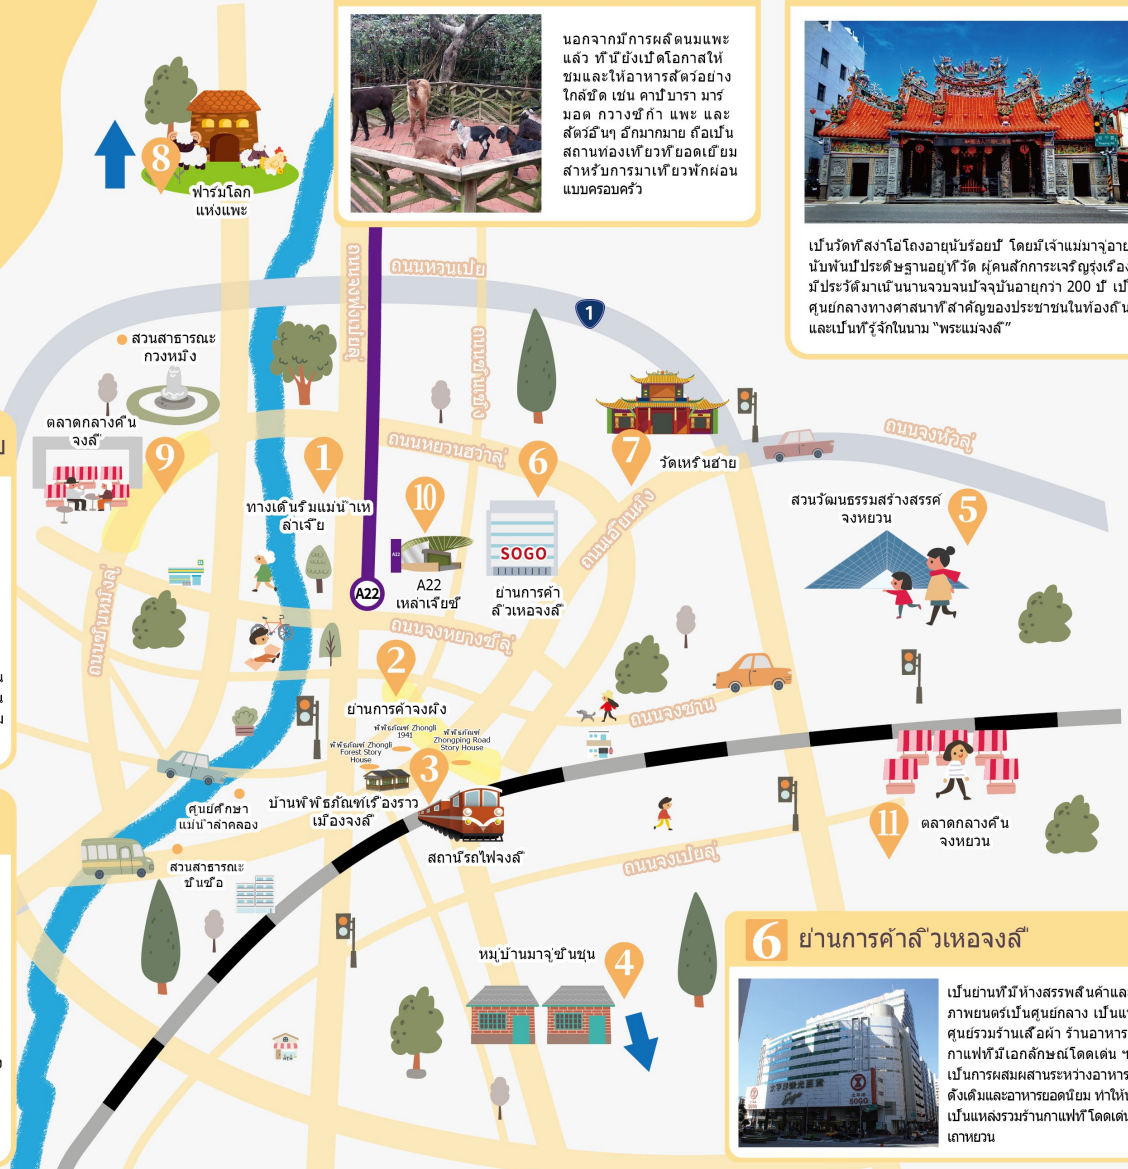 นอกจากมีการผลิตนมแพะ
แล้ว ที่นี่ยังเปิดโอกาสให้
ชมและให้อาหารสัตว์อย่าง
ใกล้ชิด เช่น คาปิบารา มาร์
มอต กวางซิก้า แพะ และ
สัตว์อื่นๆ อีกมากมาย ถือเป็น
สถานท่องเที่ยวที่ยอดเยี่ยม
สำหรับการมาเที่ยวพักผ่อน
แบบครอบครัว
เป็นวัดที่สง่าโอ่โถงอายุนับร้อยปี โดยมีเจ้าแม่มาจู่อายุ
นับพันปีประดิษฐานอยู่ที่วัด ผู้คนสักการะเจริญรุ่งเรือง
มีประวัติมาเนิ่นนานจวบจนปัจจุบันอายุกว่า 200 ปี
ศูนย์กลางทางศาสนาที่สำคัญของประชาชนในท้องถิ่น
และเป็นที่รู้จักในนาม “พระแม่จงลี่”
8
ฟาร์มโลก
แห่งแพะ
ถนนหวนเป่ย
ถนนจงเฟิงเป่ยลู่
1
สวนสาธารณะ
กวงหมิง
ตลาดกลางคืน
จงลี่
9
1
ทางเดินริมแม่น้ำเห
ล่าเจีย
ถนนหยวนฮว่าลู่
10
A22
A22
เหล่าเจียซี
A22
6
SOGO
ย่านการค้า
ลิ่วเหอจงลี่
7
วัดเหรินฮ่าย
ถนนเอี๋ยนผิง
ถนนจงหัวลู่
สวนวัฒนธรรมสร้างสรรค์
จงหยวน
5
ถนนซินหมิงลู่
ถนนจงหยางซีลู่
2
ย่านการค้าจงผิง
พิพิธภัณฑ์ Zhongli
1941
พิพิธภัณฑ์ Zhongli
Forest Story
House
พิพิธภัณฑ์
Zhongping Road
Story House
ถนนจงซาน
3
บ้านพิพิธภัณฑ์เรื่องราว
เมืองจงลี่
สถานีรถไฟจงลี่
ศูนย์ศึกษา
แม่น้ำลำคลอง
สวนสาธารณะ
ซินซื่อ
ถนนจงเป่ยลู่
11
ตลาดกลางคืน
จงหยวน
หมู่บ้านมาจู่ซินชุน
4
6 ย่านการค้าลิ่วเหอจงลี่
เป็นย่านที่มีห้างสรรพสินค้าและ
ภาพยนตร์เป็นศูนย์กลาง
ศูนย์รวมร้านเสื้อผ้า ร้านอาหาร
กาแฟที่มีเอกลักษณ์โดดเด่น
เป็นการผสมผสานระหว่างอาหาร
ดั้งเดิมและอาหารยอดนิยม
เป็นแหล่งรวมร้านกาแฟที่โดดเด่น
เถาหยวน
SOGO